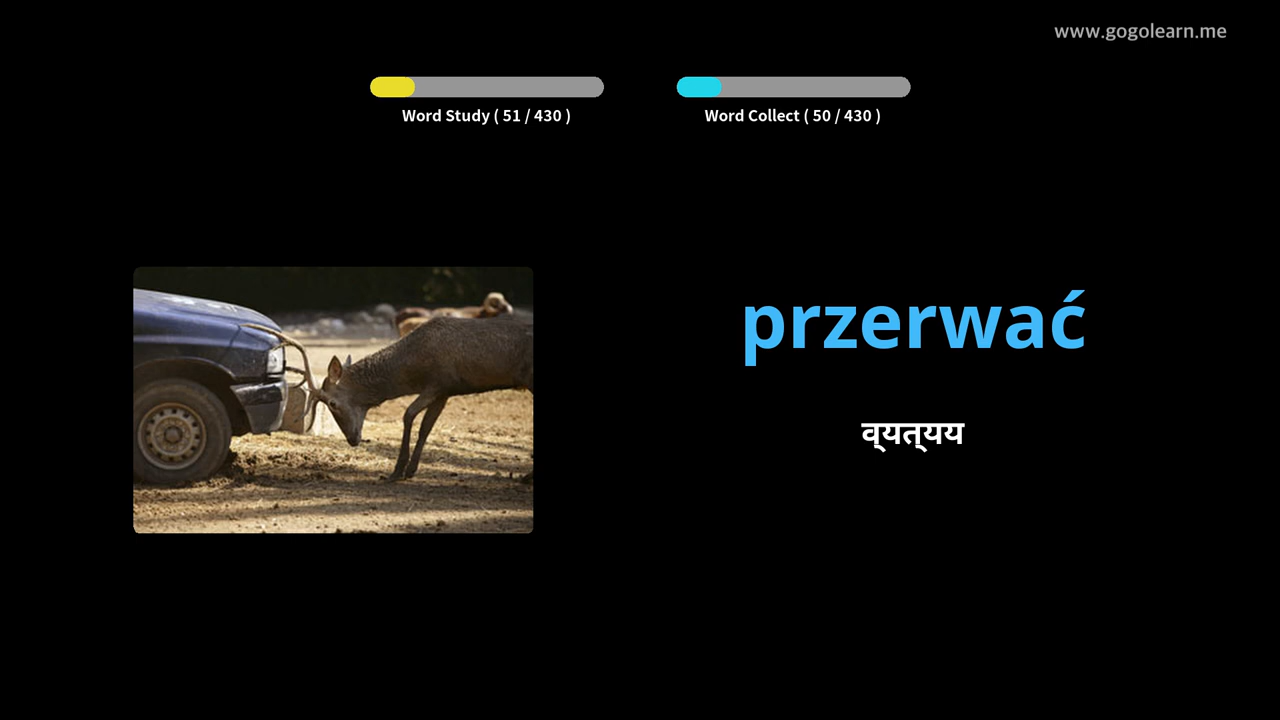 www.gogolearn.me
Word Study ( 51 / 430 )
Word Collect ( 50 / 430 )
przerwać
व्यत्यय